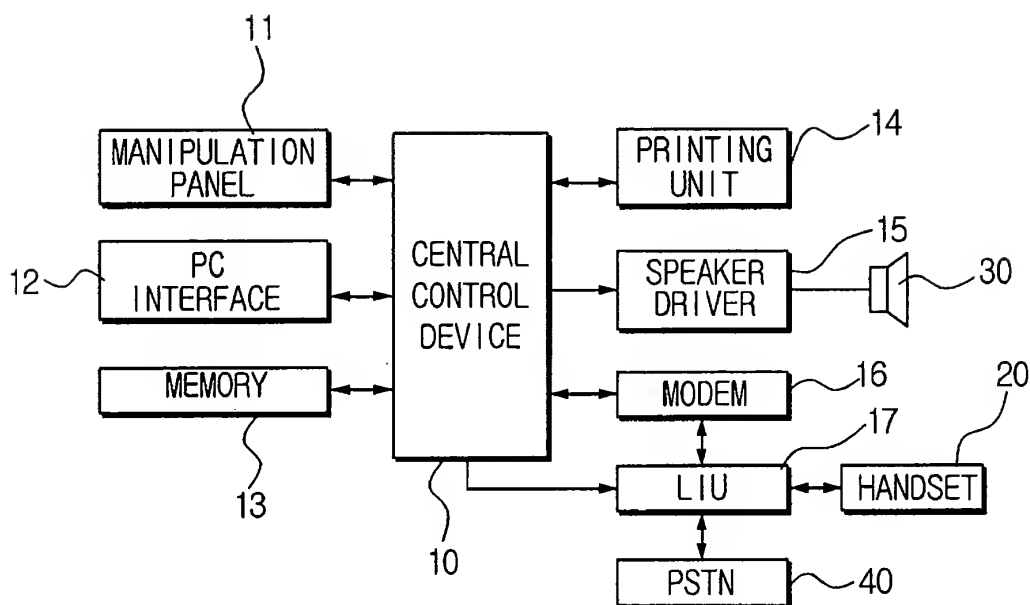 11
MANIPULATION
PANEL
12
PC
INTERFACE
MEMORY
13
CENTRAL
CONTROL
DEVICE
10
PRINTING
UNIT
14
SPEAKER
DRIVER
15
30
MODEM
16
LIU
17
HANDSET
20
PSTN
40